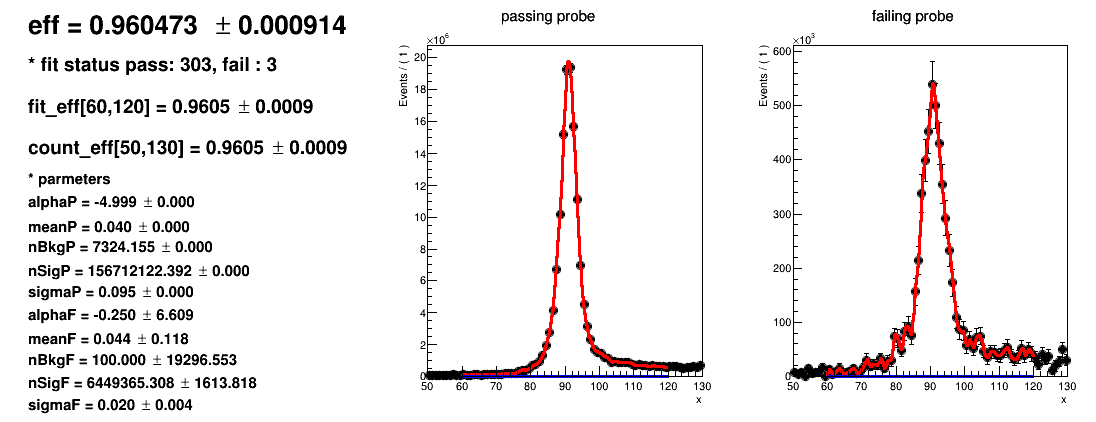 eff = 0.960473 ± 0.000914
* fit status pass: 303, fail : 3
fit_eff[60,120] = 0.9605 ± 0.0009
count_eff[50,130] = 0.9605 ± 0.0009
* parmeters
alphaP = -4.999 ± 0.000
meanP = 0.040 ± 0.000
nBkgP = 7324.155 ± 0.000
nSigP = 156712122.392 ± 0.000
sigmaP = 0.095 ± 0.000
alphaF = -0.250 ± 6.609
meanF = 0.044 ± 0.118
nBkgF = 100.000 ± 19296.553
nSigF = 6449365.308 ± 1613.818
sigmaF = 0.020 ± 0.004
passing probe
×10⁶
Events / ( 1 )
20
18
16
14
12
10
8
6
4
2
0
50 60 70 80 90 100 110 120 130
x
failing probe
×10³
Events / ( 1 )
600
500
400
300
200
100
0
50 60 70 80 90 100 110 120 130
x